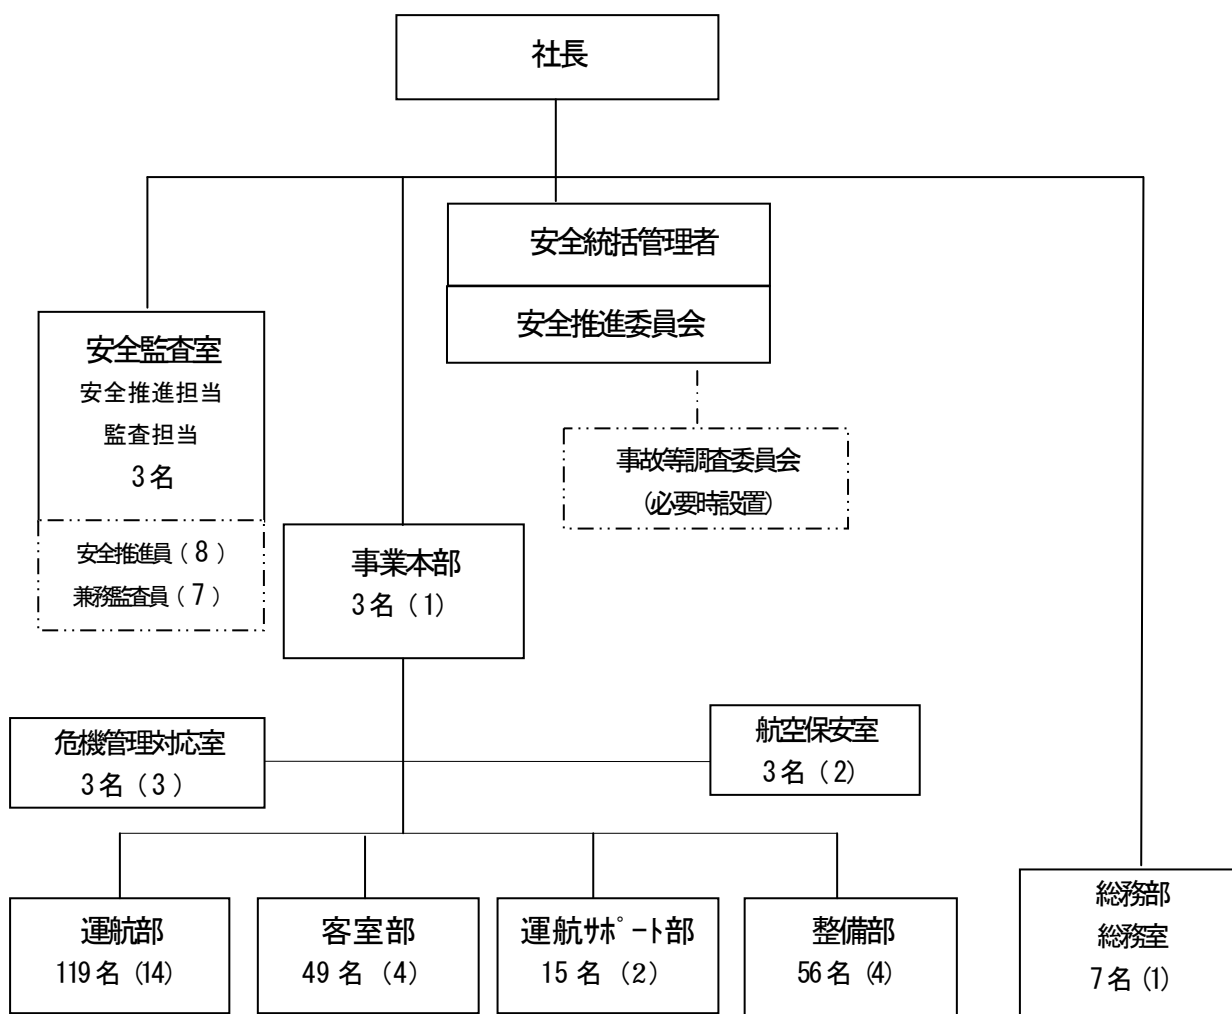 社長
安全統括管理者
安全推進委員会
安全監査室
安全推進担当
監査担当
3名
安全推進員(8)
兼務監査員(7)
事故等調査委員会
(必要時設置)
事業本部
3名(1)
危機管理対応室
3名(3)
航空保安室
3名(2)
運航部
119名(14)
客室部
49名(4)
運航ｻﾎﾟｰﾄ部
15名(2)
整備部
56名(4)
総務部
総務室
7名(1)